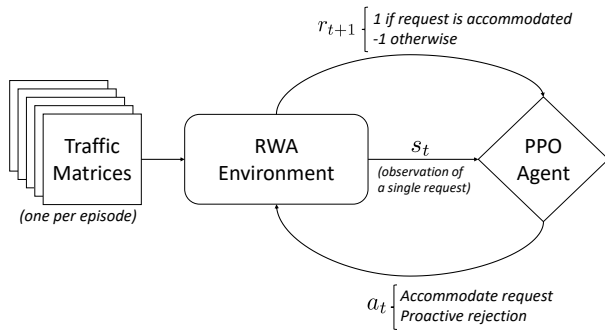 r_{t+1}
1 if request is accommodated
-1 otherwise
Traffic
Matrices
(one per episode)
RWA
Environment
s_t
(observation of
a single request)
PPO
Agent
a_t
Accommodate request
Proactive rejection